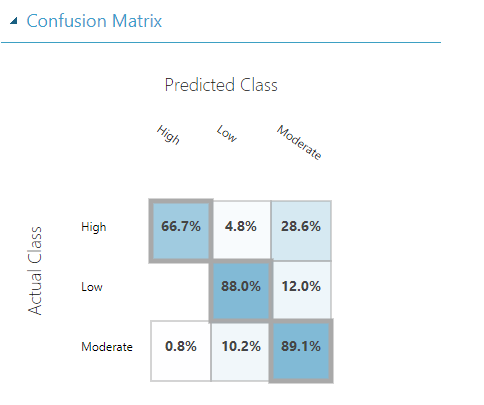 Confusion Matrix
Predicted Class
High Low Moderate
Actual Class
High 66.7% 4.8% 28.6%
Low 88.0% 12.0%
Moderate 0.8% 10.2% 89.1%